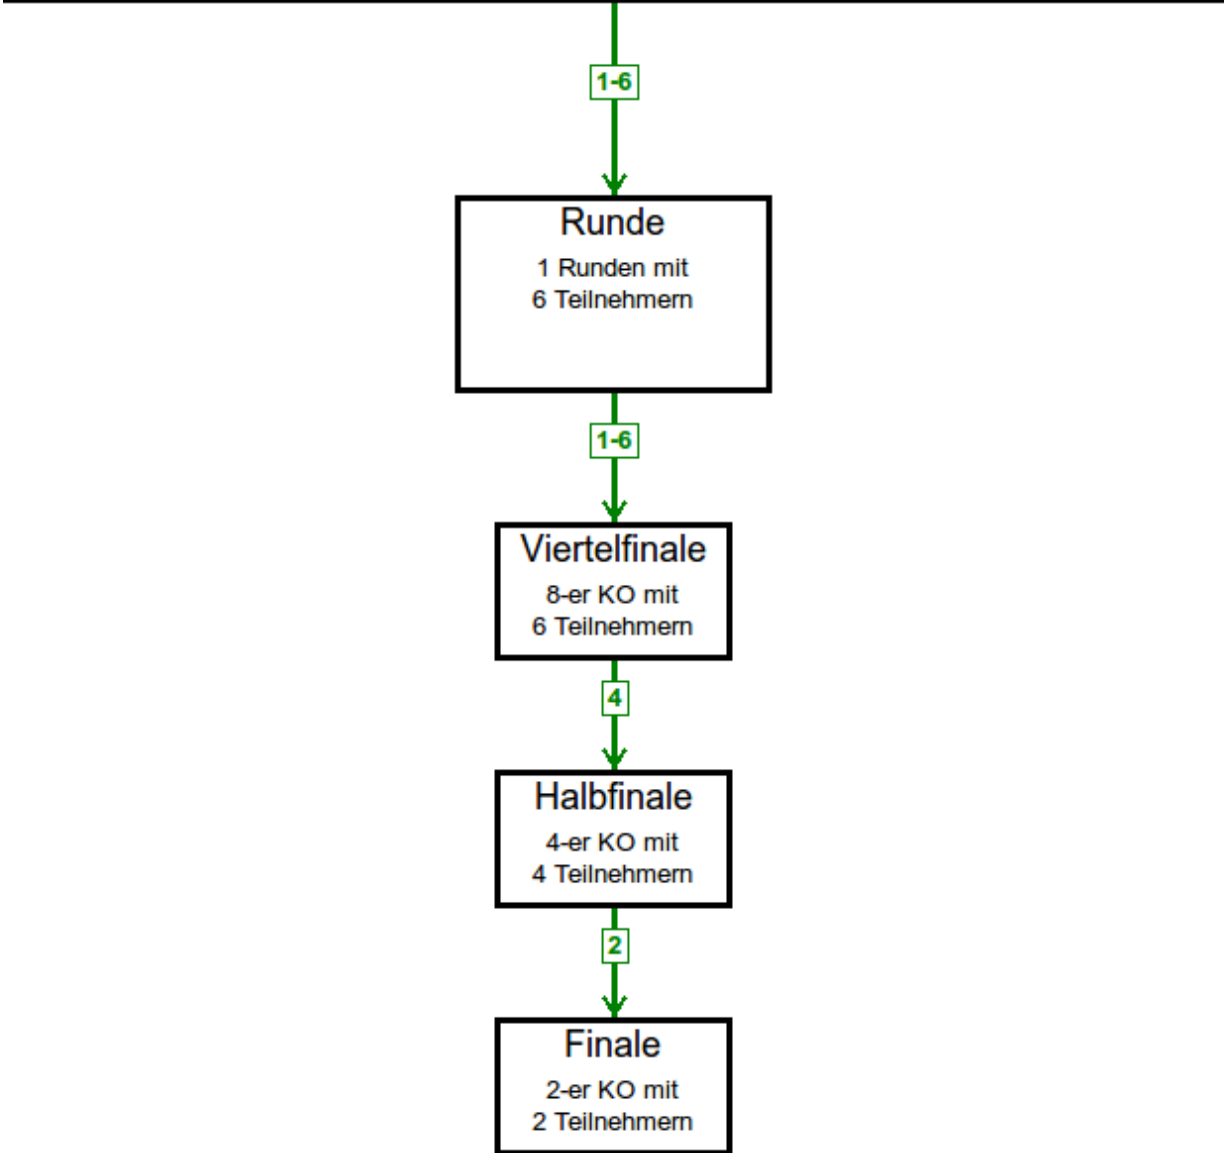 1-6
Runde
1 Runden mit
6 Teilnehmern
1-6
Viertelfinale
8-er KO mit
6 Teilnehmern
4
Halbfinale
4-er KO mit
4 Teilnehmern
2
Finale
2-er KO mit
2 Teilnehmern